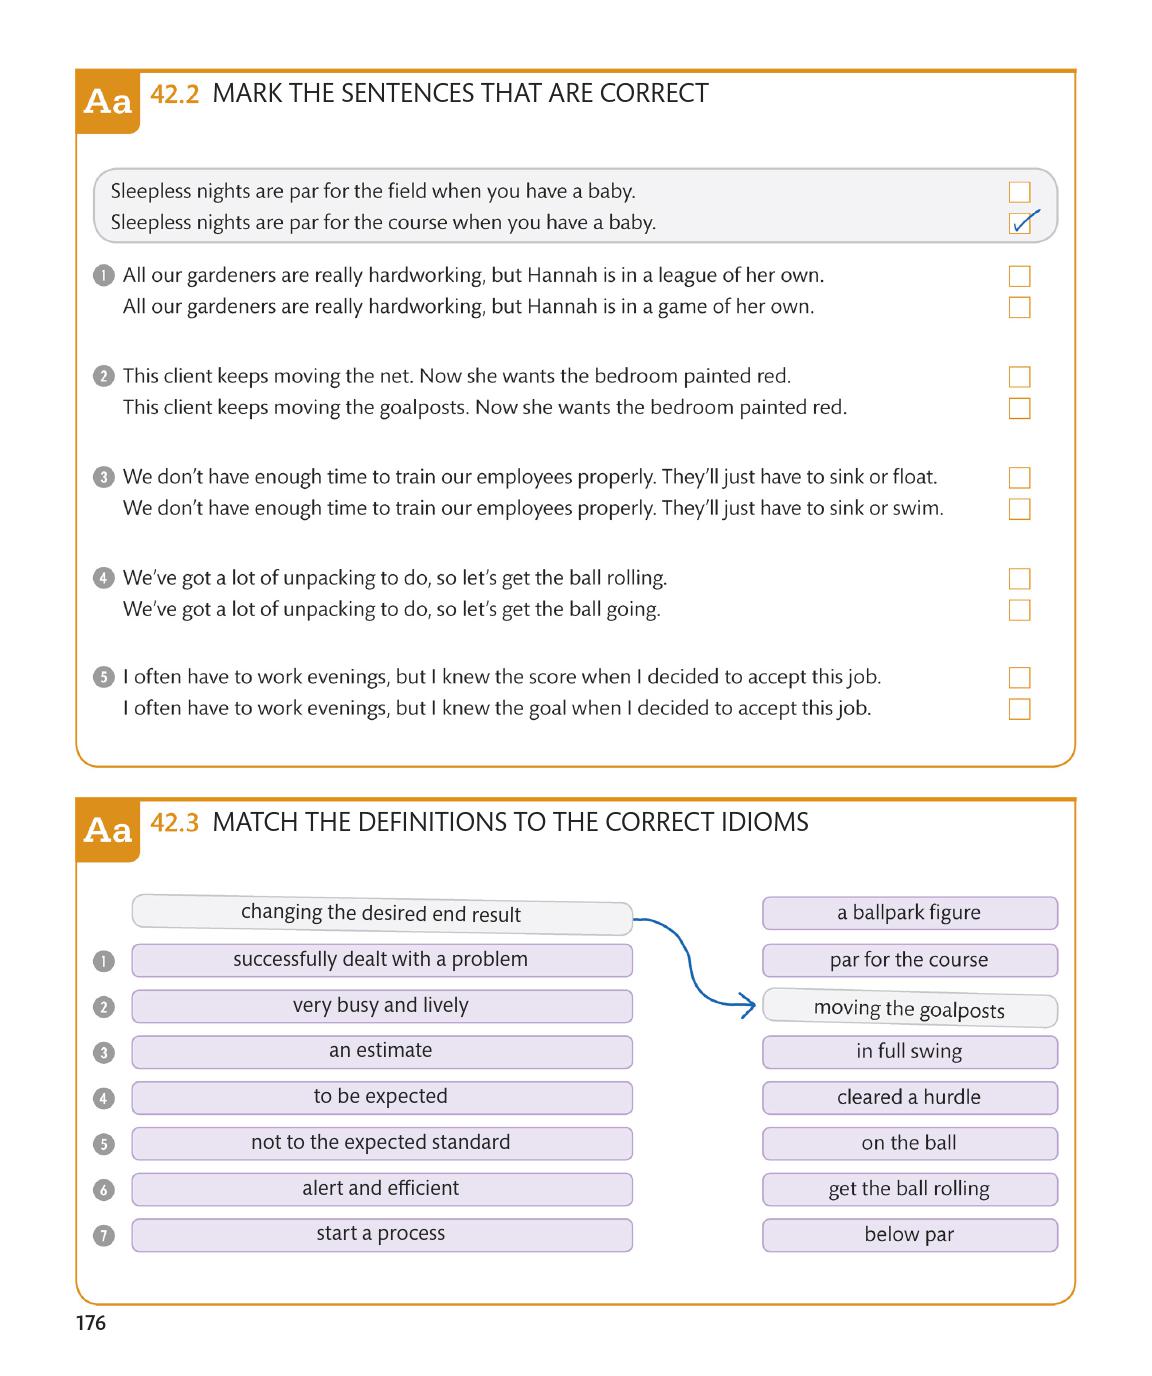 Aa 42.2 MARK THE SENTENCES THAT ARE CORRECT
Sleepless nights are par for the field when you have a baby.
Sleepless nights are par for the course when you have a baby.
1 All our gardeners are really hardworking, but Hannah is in a league of her own.
All our gardeners are really hardworking, but Hannah is in a game of her own.
2 This client keeps moving the net. Now she wants the bedroom painted red.
This client keeps moving the goalposts. Now she wants the bedroom painted red.
3 We don’t have enough time to train our employees properly. They’ll just have to sink or float.
We don’t have enough time to train our employees properly. They’ll just have to sink or swim.
4 We’ve got a lot of unpacking to do, so let’s get the ball rolling.
We’ve got a lot of unpacking to do, so let’s get the ball going.
5 I often have to work evenings, but I knew the score when I decided to accept this job.
I often have to work evenings, but I knew the goal when I decided to accept this job.
Aa 42.3 MATCH THE DEFINITIONS TO THE CORRECT IDIOMS
changing the desired end result
1 successfully dealt with a problem
2 very busy and lively
3 an estimate
4 to be expected
5 not to the expected standard
6 alert and efficient
7 start a process
a ballpark figure
par for the course
moving the goalposts
in full swing
cleared a hurdle
on the ball
get the ball rolling
below par
176